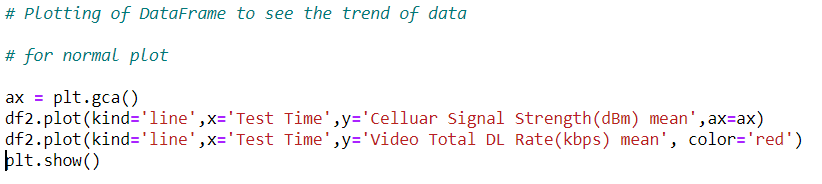 # Plotting of DataFrame to see the trend of data
# for normal plot
ax = plt.gca()
df2.plot(kind='line',x='Test Time',y='Celluar Signal Strength(dBm) mean',ax=ax)
df2.plot(kind='line',x='Test Time',y='Video Total DL Rate(kbps) mean', color='red')
plt.show()